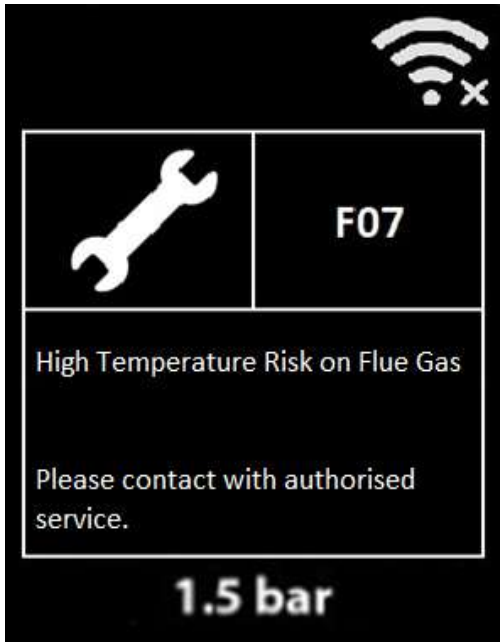 F07
High Temperature Risk on Flue Gas
Please contact with authorised
service.
1.5 bar